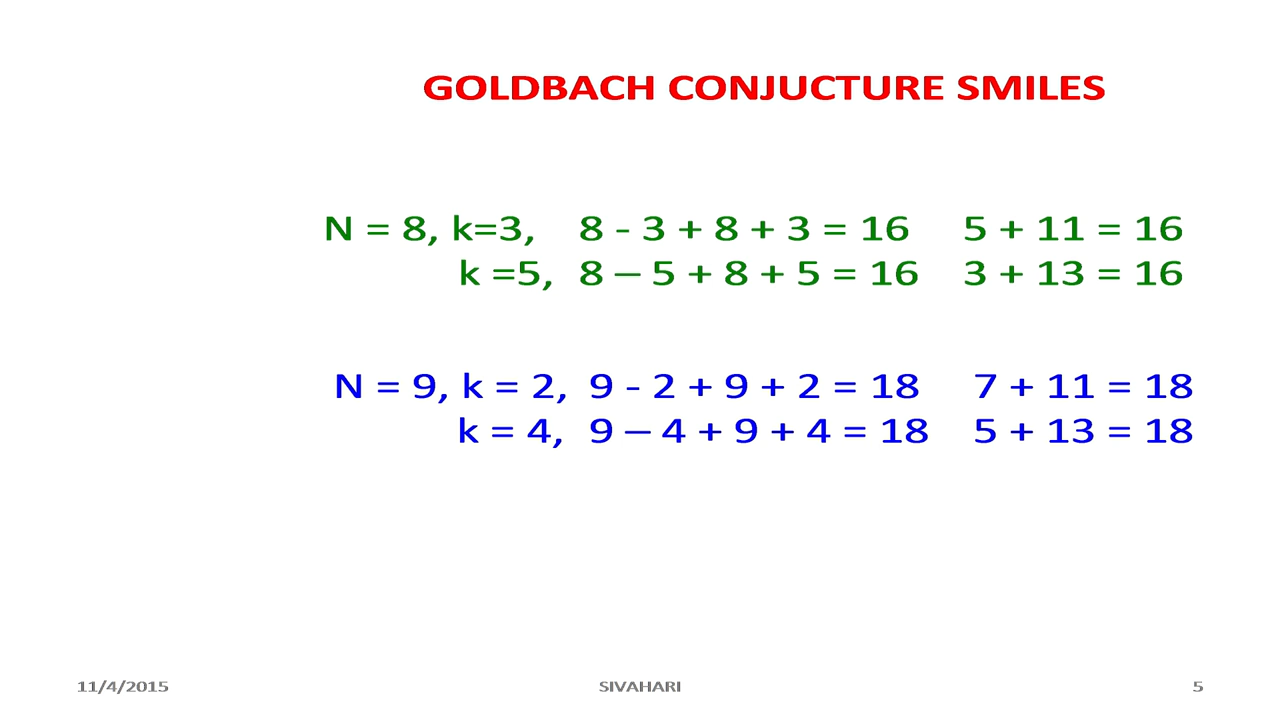 GOLDBACH CONJUCTURE SMILES
N = 8, k=3, 8 - 3 + 8 + 3 = 16 5 + 11 = 16
k =5, 8 – 5 + 8 + 5 = 16 3 + 13 = 16
N = 9, k = 2, 9 - 2 + 9 + 2 = 18 7 + 11 = 18
k = 4, 9 – 4 + 9 + 4 = 18 5 + 13 = 18
11/4/2015 SIVAHARI 5